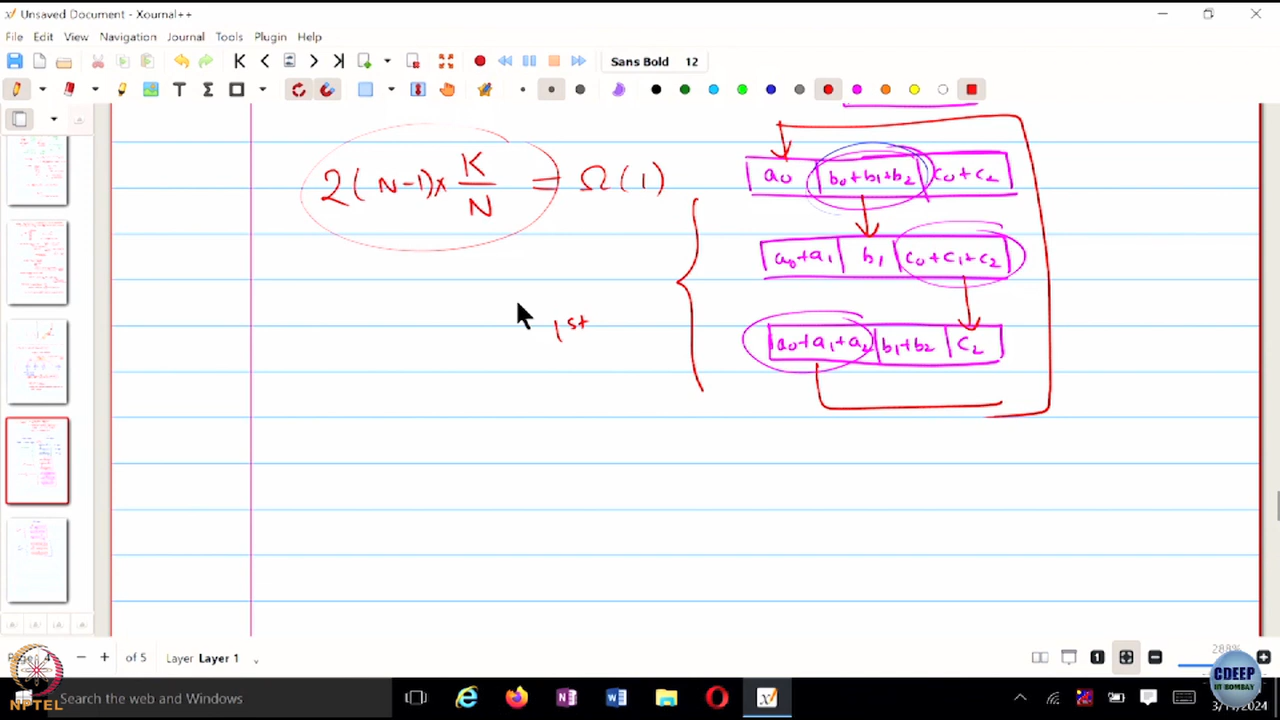 Unsaved Document - Xournal++
File Edit View Navigation Journal Tools Plugin Help
Sans Bold 12
2(N-1)x K/N = Ω(1)
a0 | b0+b1+b2 | c0+c2
a0+a1 | b1 | c0+c1+c2
1st
a0+a1+a2 | b1+b2 | c2
of 5 Layer Layer 1
288%
CDEEP
IIT BOMBAY
NPTEL
Search the web and Windows